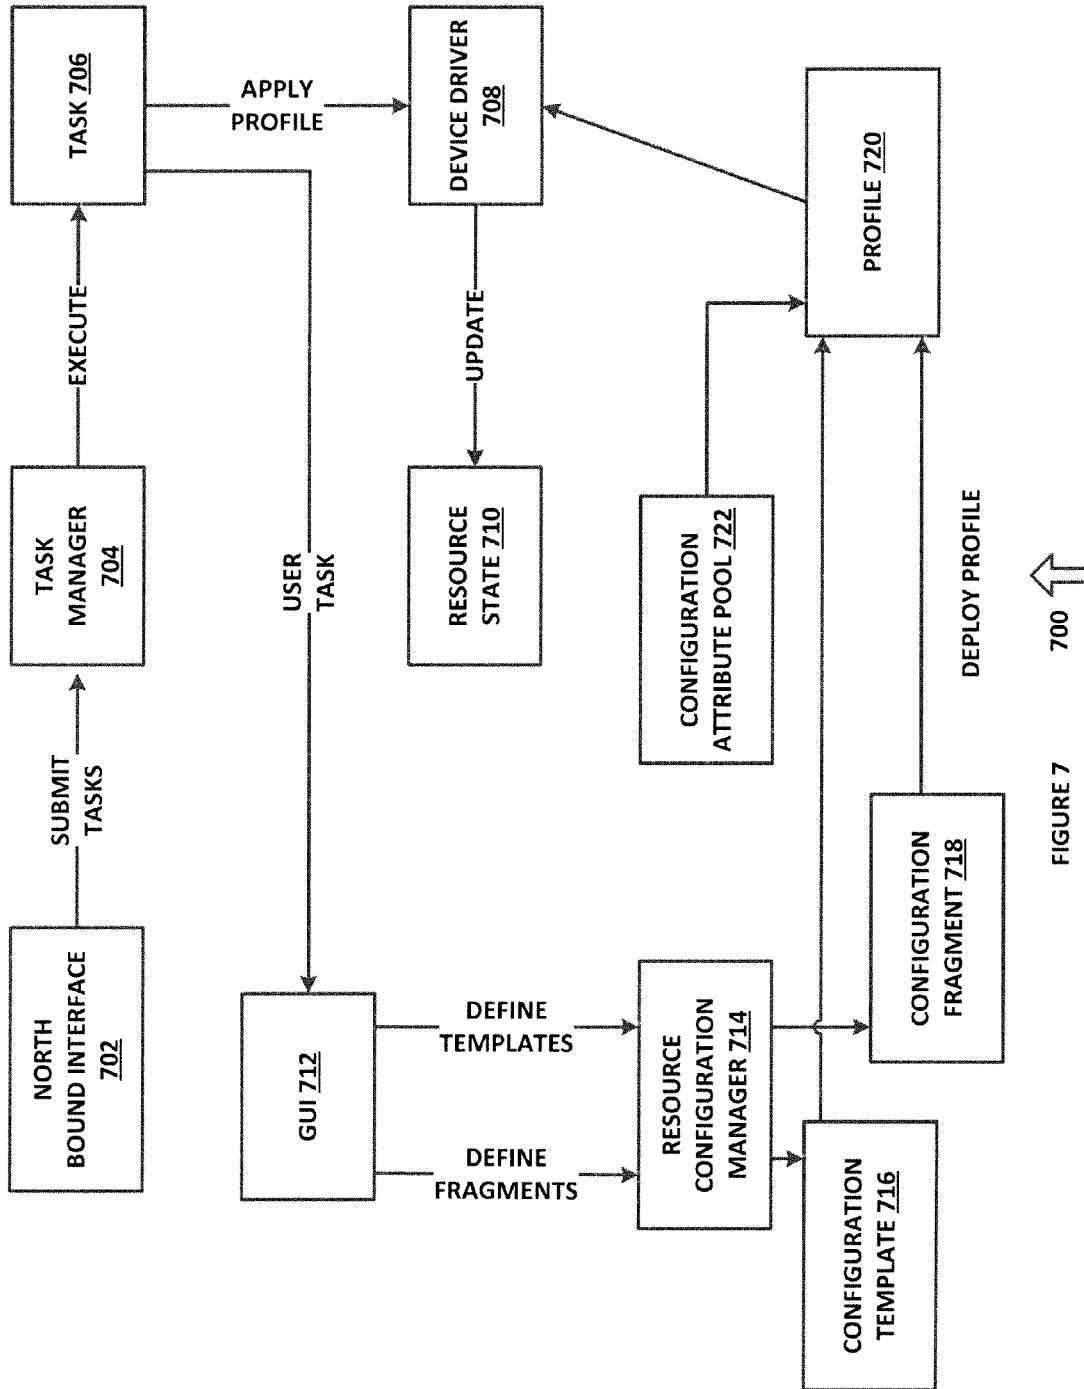 NORTH
BOUND INTERFACE
702
SUBMIT
TASKS
TASK
MANAGER
704
EXECUTE
TASK 706
USER
TASK
APPLY
PROFILE
GUI 712
RESOURCE
STATE 710
UPDATE
DEVICE DRIVER
708
DEFINE
FRAGMENTS
DEFINE
TEMPLATES
RESOURCE
CONFIGURATION
MANAGER 714
CONFIGURATION
ATTRIBUTE POOL 722
CONFIGURATION
TEMPLATE 716
CONFIGURATION
FRAGMENT 718
PROFILE 720
DEPLOY PROFILE
FIGURE 7
700